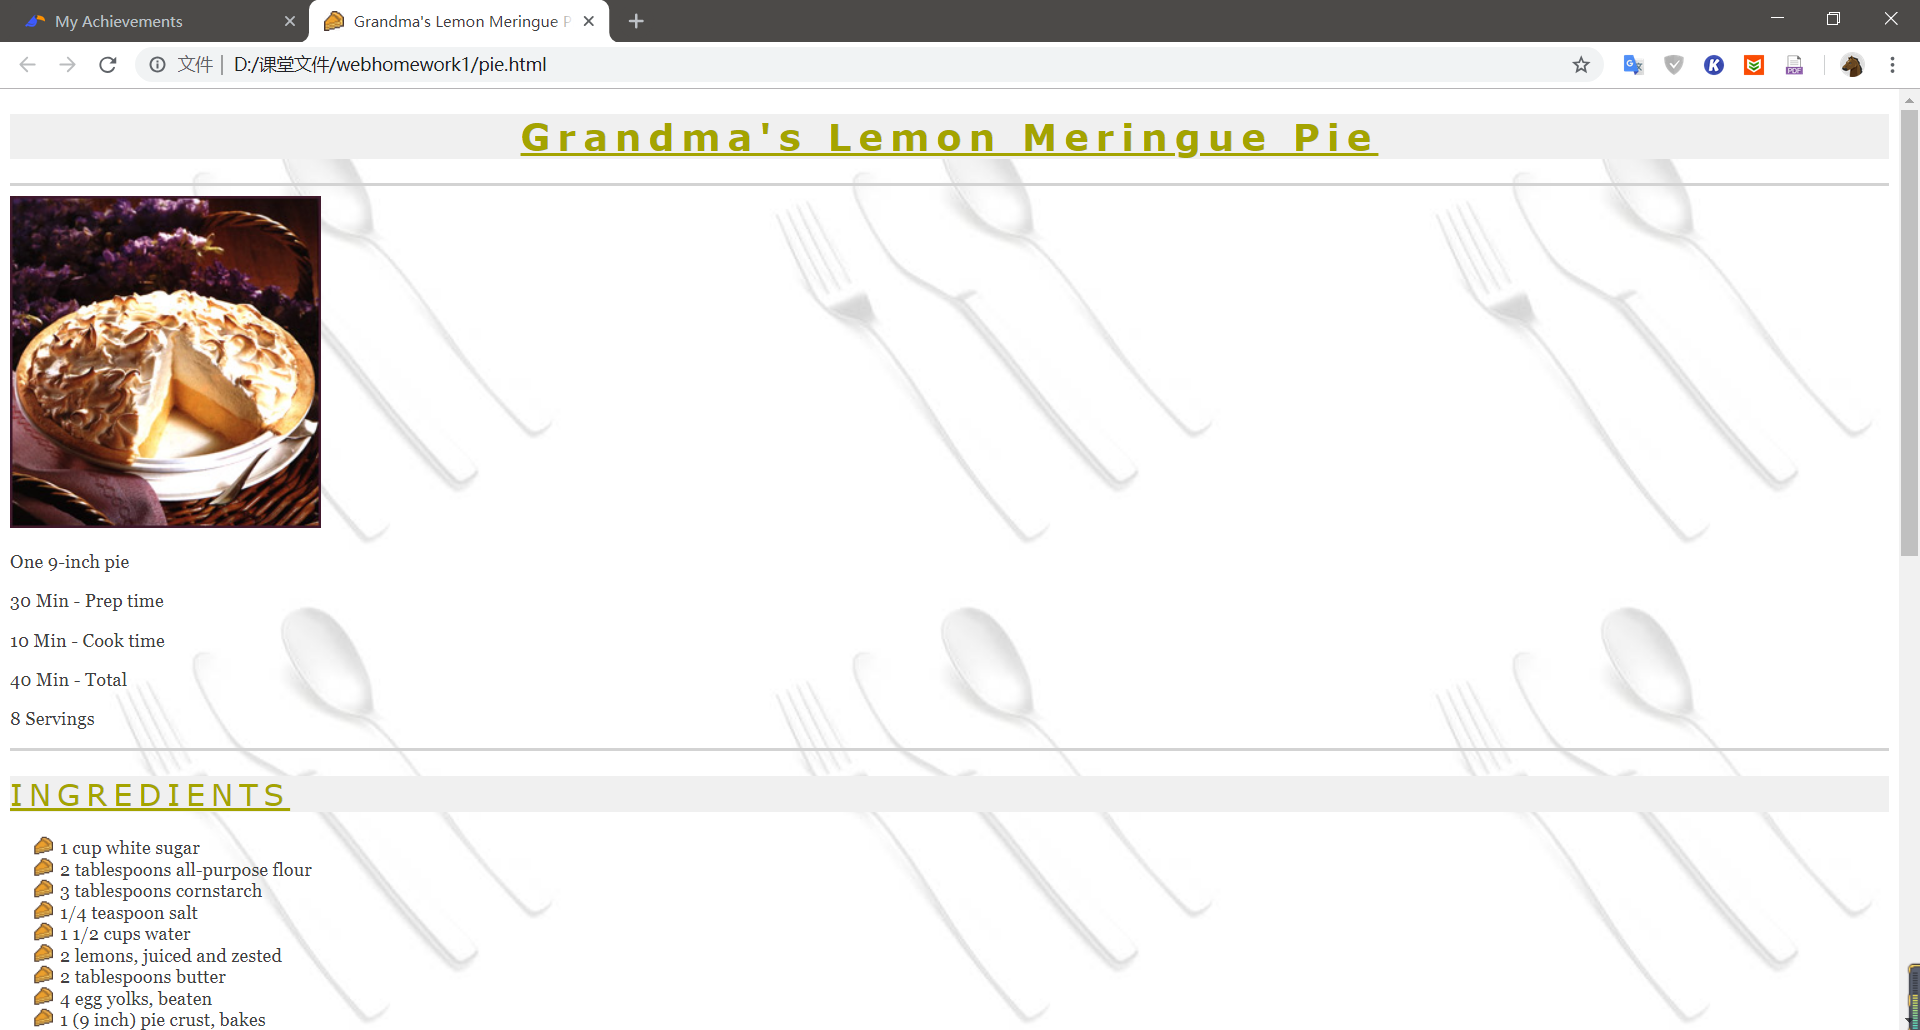 My Achievements
Grandma's Lemon Meringue P
文件 | D:/课堂文件/webhomework1/pie.html
Grandma's Lemon Meringue Pie
One 9-inch pie
30 Min - Prep time
10 Min - Cook time
40 Min - Total
8 Servings
INGREDIENTS
1 cup white sugar
2 tablespoons all-purpose flour
3 tablespoons cornstarch
1/4 teaspoon salt
1 1/2 cups water
2 lemons, juiced and zested
2 tablespoons butter
4 egg yolks, beaten
1 (9 inch) pie crust, bakes